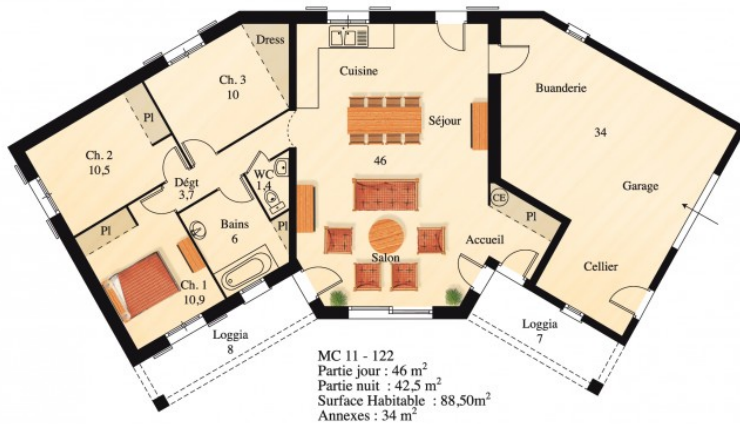 Dress
Cuisine
Ch. 3
10
Buanderie
Pl
Séjour
34
Ch. 2
10,5
46
WC
1,4
Dégt
3,7
Garage
CE
Pl
Pl
Bains
6
Pl
Accueil
Salon
Cellier
Ch. 1
10,9
Loggia
8
Loggia
7
MC 11 - 122
Partie jour : 46 m²
Partie nuit : 42,5 m²
Surface Habitable : 88,50m²
Annexes : 34 m²